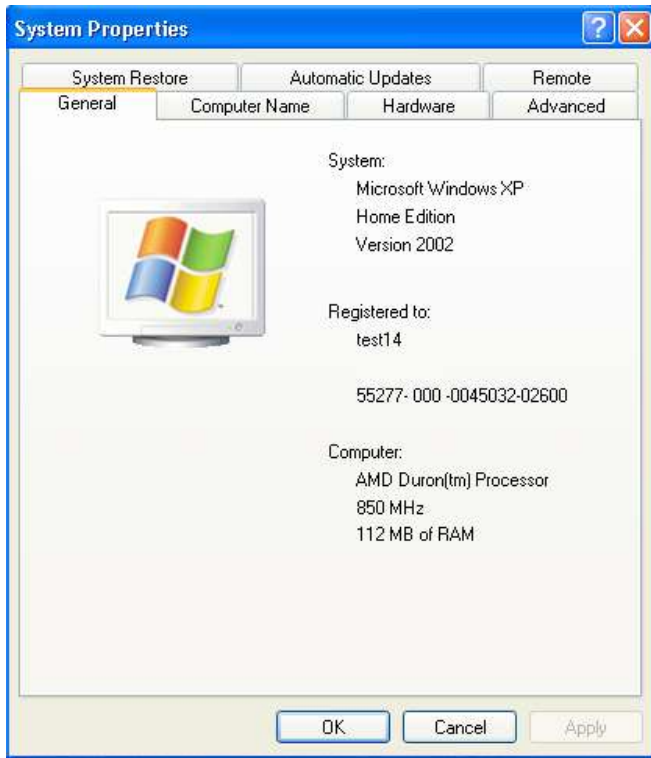 System Properties
System Restore Automatic Updates Remote
General Computer Name Hardware Advanced
System:
Microsoft Windows XP
Home Edition
Version 2002
Registered to:
test14
55277- 000 -0045032-02600
Computer:
AMD Duron(tm) Processor
850 MHz
112 MB of RAM
OK Cancel Apply